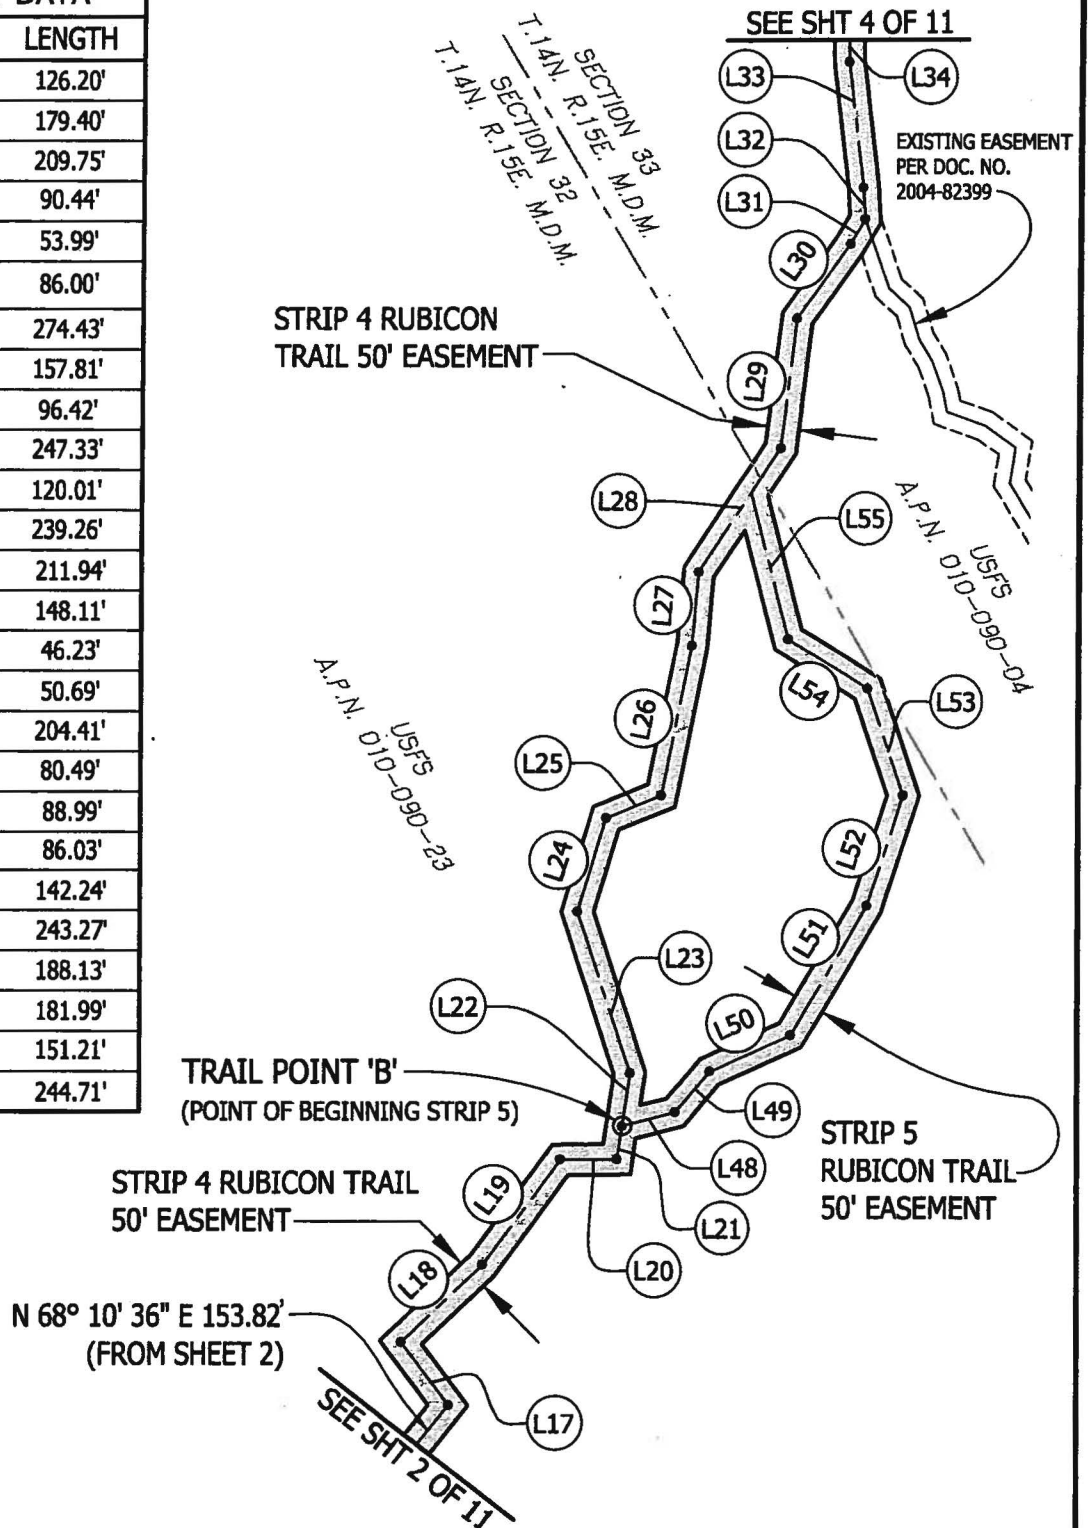 DATA
LENGTH
126.20'
179.40'
209.75'
90.44'
53.99'
86.00'
274.43'
157.81'
96.42'
247.33'
120.01'
239.26'
211.94'
148.11'
46.23'
50.69'
204.41'
80.49'
88.99'
86.03'
142.24'
243.27'
188.13'
181.99'
151.21'
244.71'
SEE SHT 4 OF 11
L33
L34
SECTION 33
T.14N. R.15E. M.D.M.
SECTION 32
T.14N. R.15E. M.D.M.
L32
EXISTING EASEMENT
PER DOC. NO.
2004-82399
L31
L30
STRIP 4 RUBICON
TRAIL 50' EASEMENT
L29
L28
L55
USFS
A.P.N. 010-090-04
L27
L54
L53
L26
USFS
A.P.N. 010-090-23
L25
L24
L52
L51
L23
L22
L50
TRAIL POINT 'B'
(POINT OF BEGINNING STRIP 5)
L49
STRIP 5
RUBICON TRAIL
50' EASEMENT
L48
STRIP 4 RUBICON TRAIL
50' EASEMENT
L19
L21
L20
L18
N 68° 10' 36" E 153.82'
(FROM SHEET 2)
L17
SEE SHT 2 OF 11